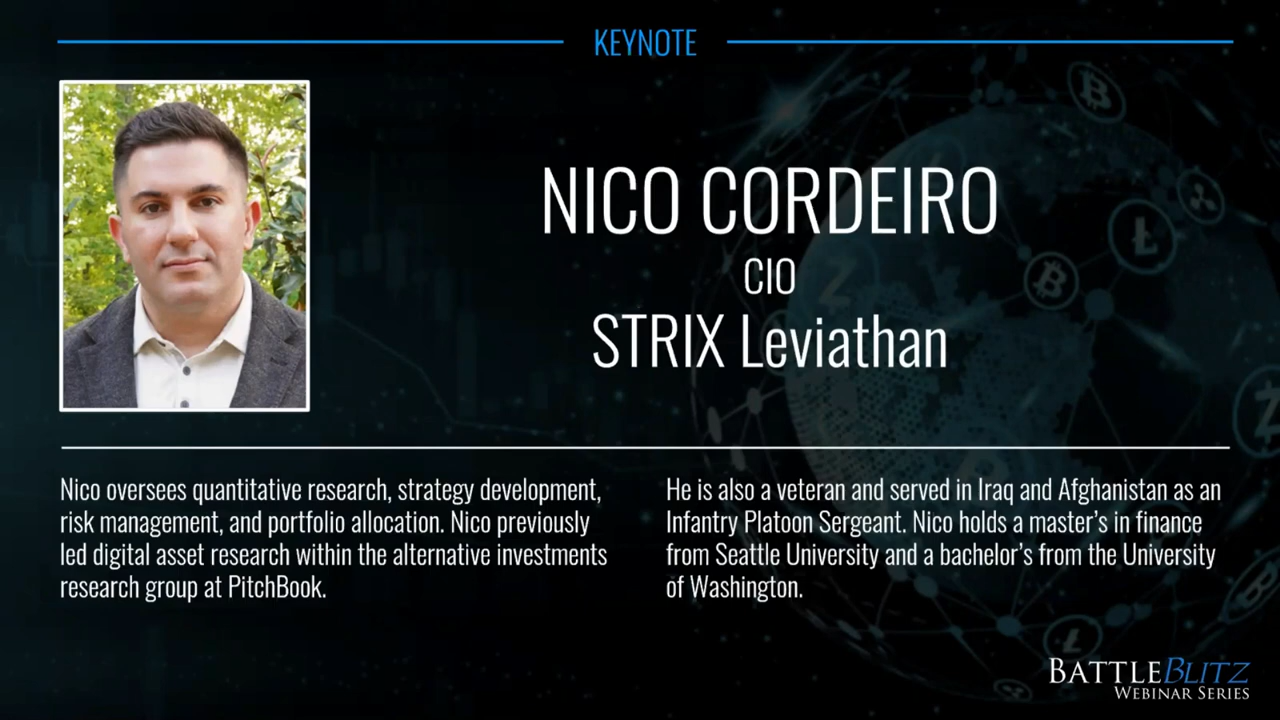 KEYNOTE
NICO CORDEIRO
CIO
STRIX Leviathan
Nico oversees quantitative research, strategy development,
risk management, and portfolio allocation. Nico previously
led digital asset research within the alternative investments
research group at PitchBook.
He is also a veteran and served in Iraq and Afghanistan as an
Infantry Platoon Sergeant. Nico holds a master’s in finance
from Seattle University and a bachelor’s from the University
of Washington.
BATTLEBLITZ
WEBINAR SERIES